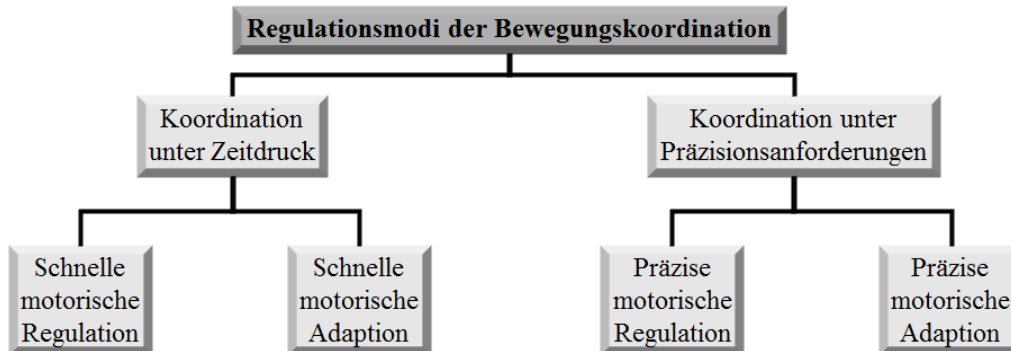 Regulationsmodi der Bewegungskoordination
Koordination
unter Zeitdruck
Koordination unter
Präzisionsanforderungen
Schnelle
motorische
Regulation
Schnelle
motorische
Adaption
Präzise
motorische
Regulation
Präzise
motorische
Adaption